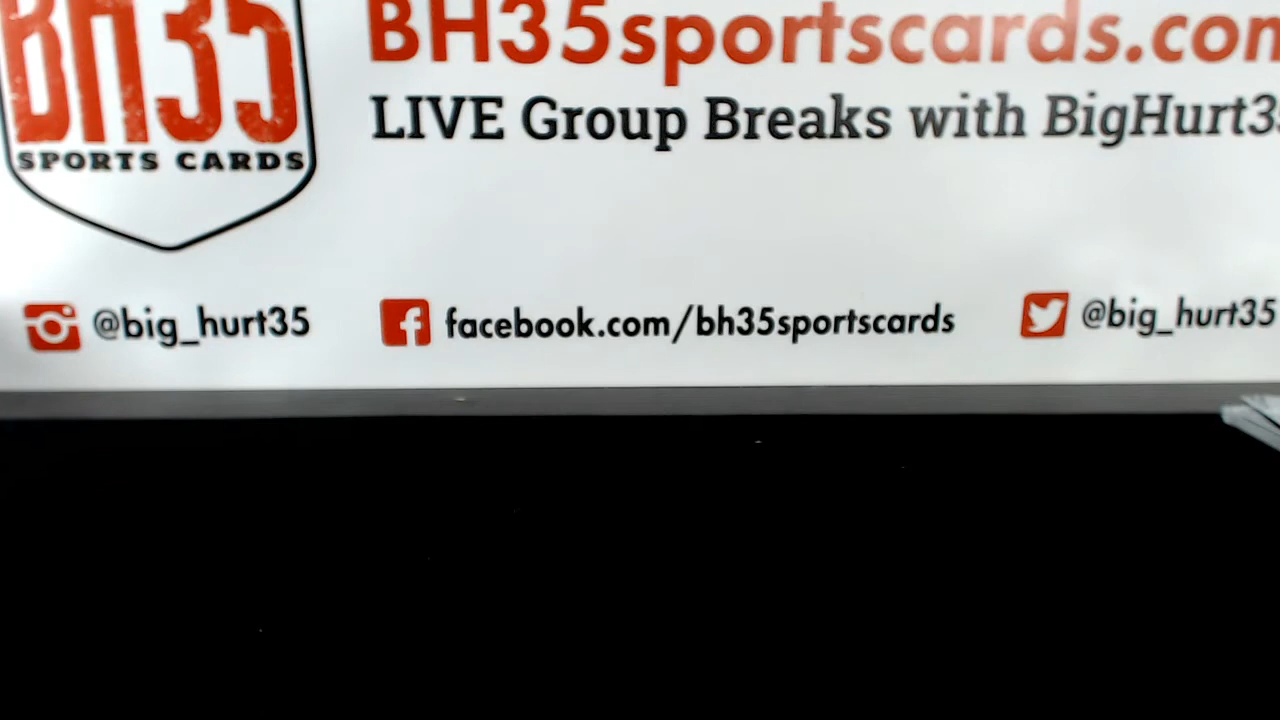 BH35
SPORTS CARDS
BH35sportscards.com
LIVE Group Breaks with BigHurt35
@big_hurt35
facebook.com/bh35sportscards
@big_hurt35